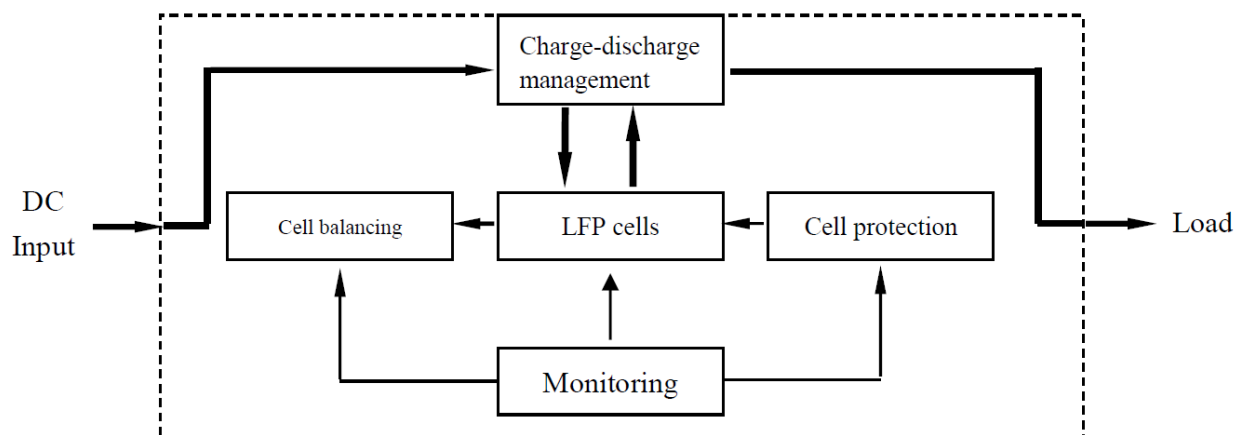 Charge-discharge
management
DC
Input
Cell balancing
LFP cells
Cell protection
Load
Monitoring